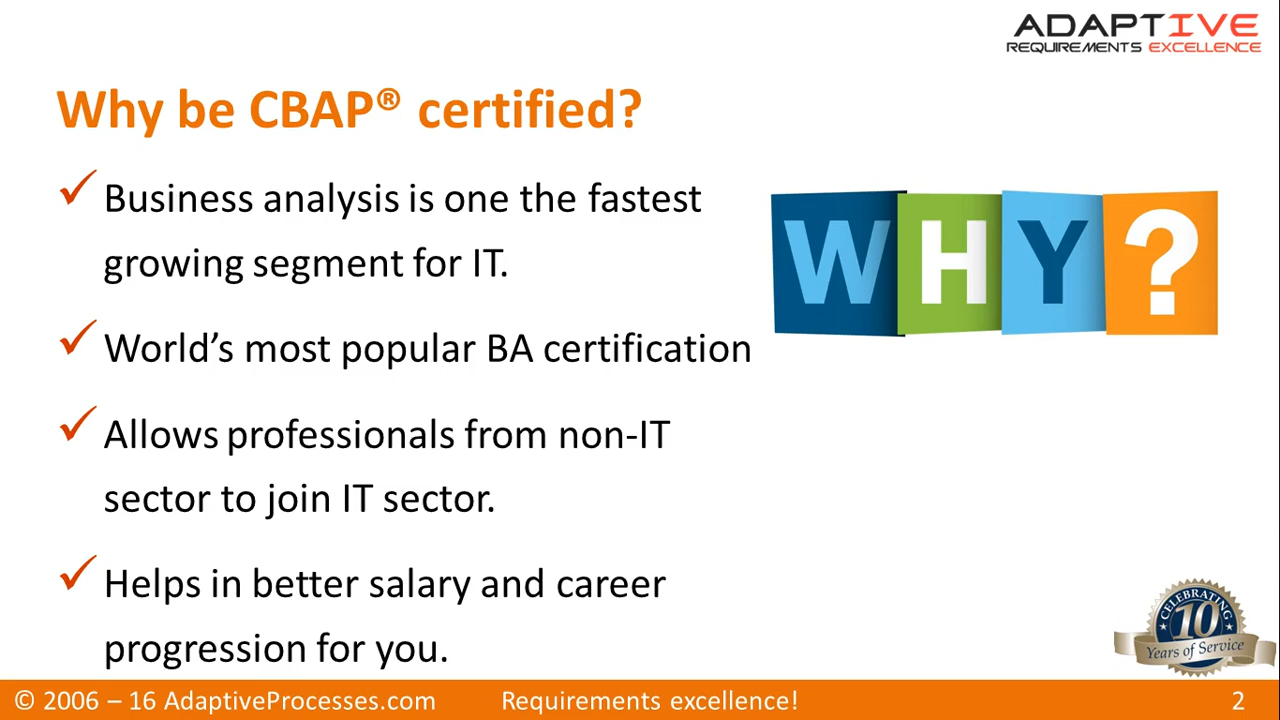 ADAPTIVE
REQUIREMENTS EXCELLENCE
Why be CBAP® certified?
Business analysis is one the fastest
growing segment for IT.
World’s most popular BA certification
Allows professionals from non-IT
sector to join IT sector.
Helps in better salary and career
progression for you.
WHY?
CELEBRATING
10
Years of Service
© 2006 – 16 AdaptiveProcesses.com Requirements excellence! 2